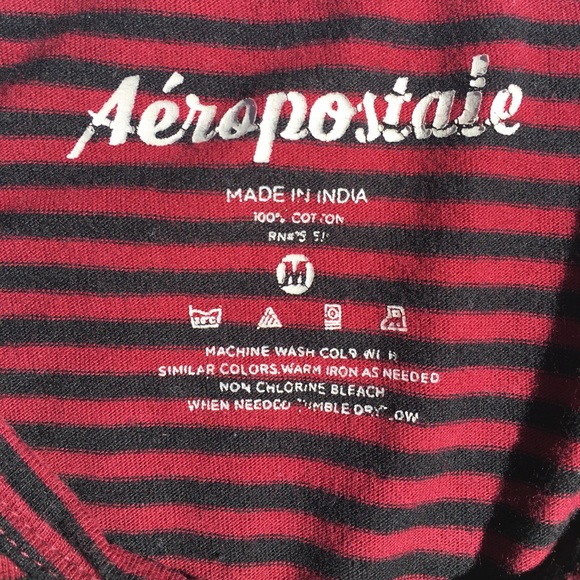 Aéropostale
MADE IN INDIA
100% COTTON
M
MACHINE WASH COLD WITH
SIMILAR COLORS.WARM IRON AS NEEDED
NON CHLORINE BLEACH
WHEN NEEDED TUMBLE DRY LOW